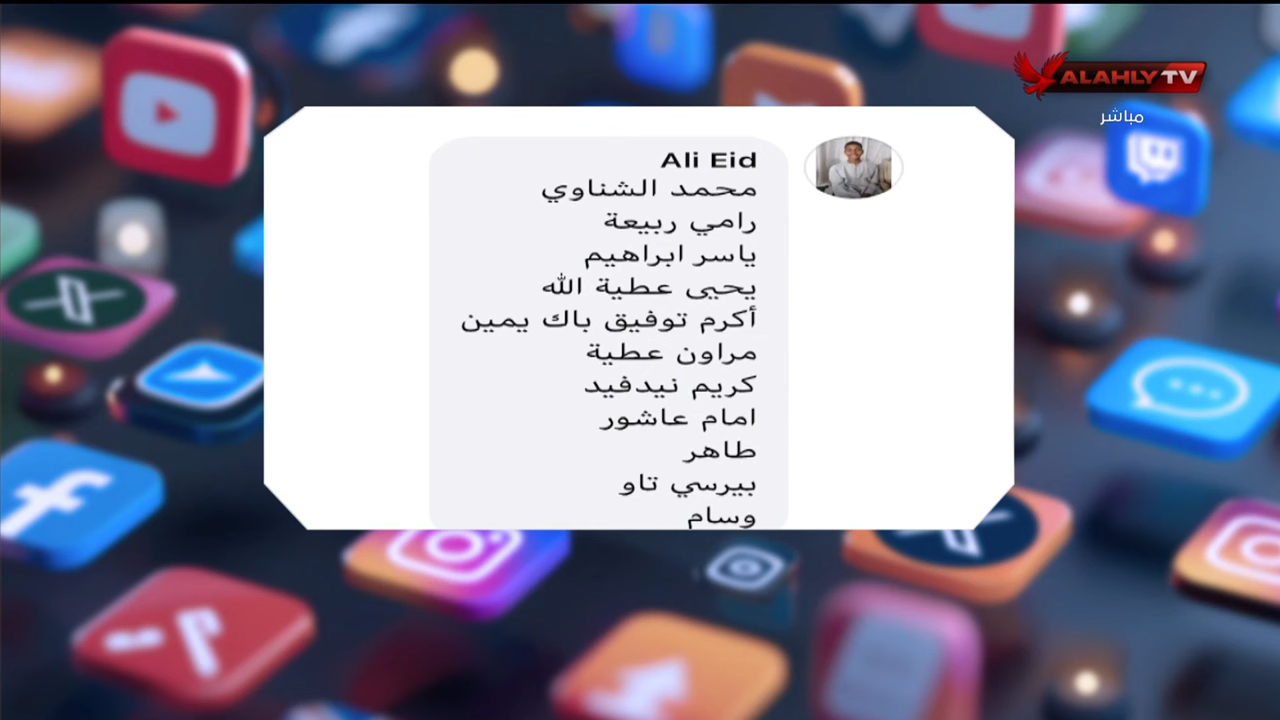 ALAHLY TV
مباشر
Ali Eid
محمد الشناوي
رامي ربيعة
ياسر ابراهيم
يحيى عطية الله
أكرم توفيق باك يمين
مراون عطية
كريم نيدفيد
امام عاشور
طاهر
بيرسي تاو
وسام